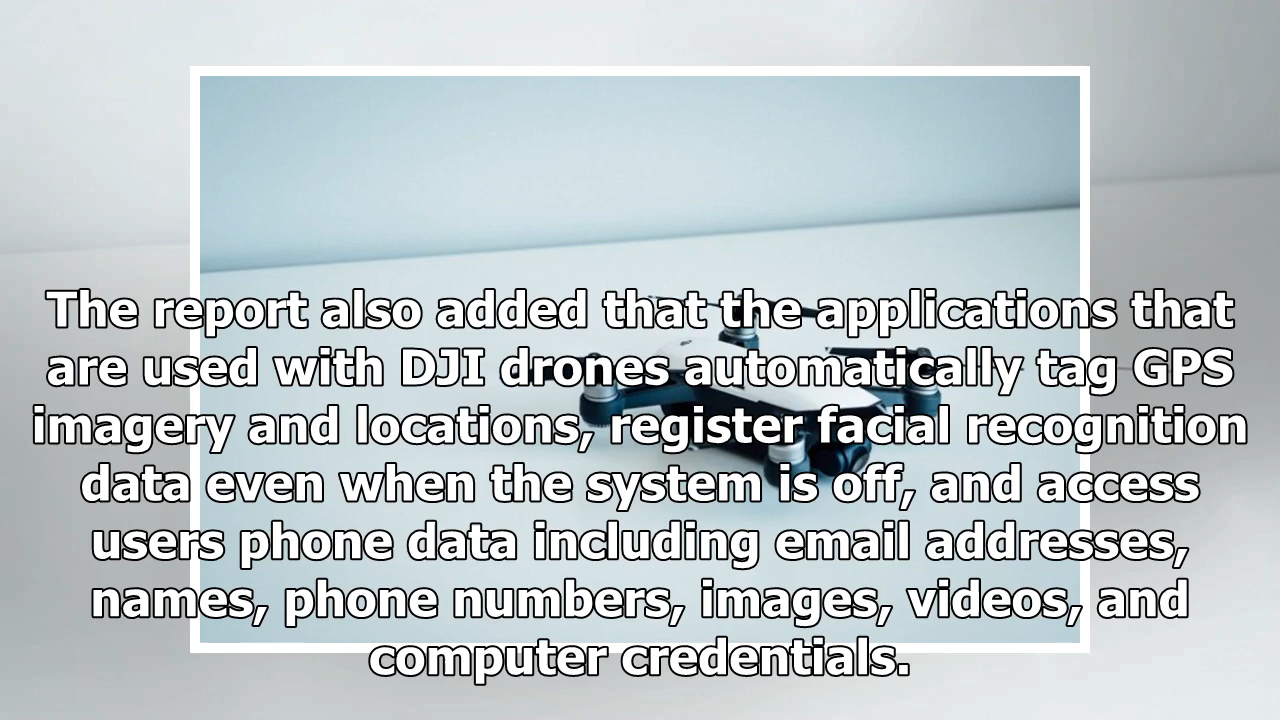 The report also added that the applications that
are used with DJI drones automatically tag GPS
imagery and locations, register facial recognition
data even when the system is off, and access
users phone data including email addresses,
names, phone numbers, images, videos, and
computer credentials.